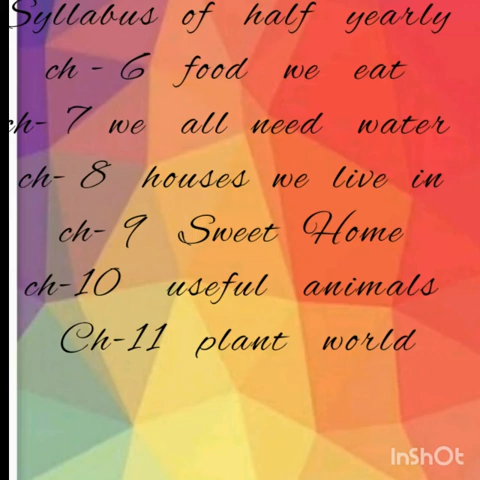 Syllabus of half yearly
ch - 6 food we eat
ch- 7 we all need water
ch- 8 houses we live in
ch- 9 Sweet Home
ch-10 useful animals
Ch-11 plant world
InShOt